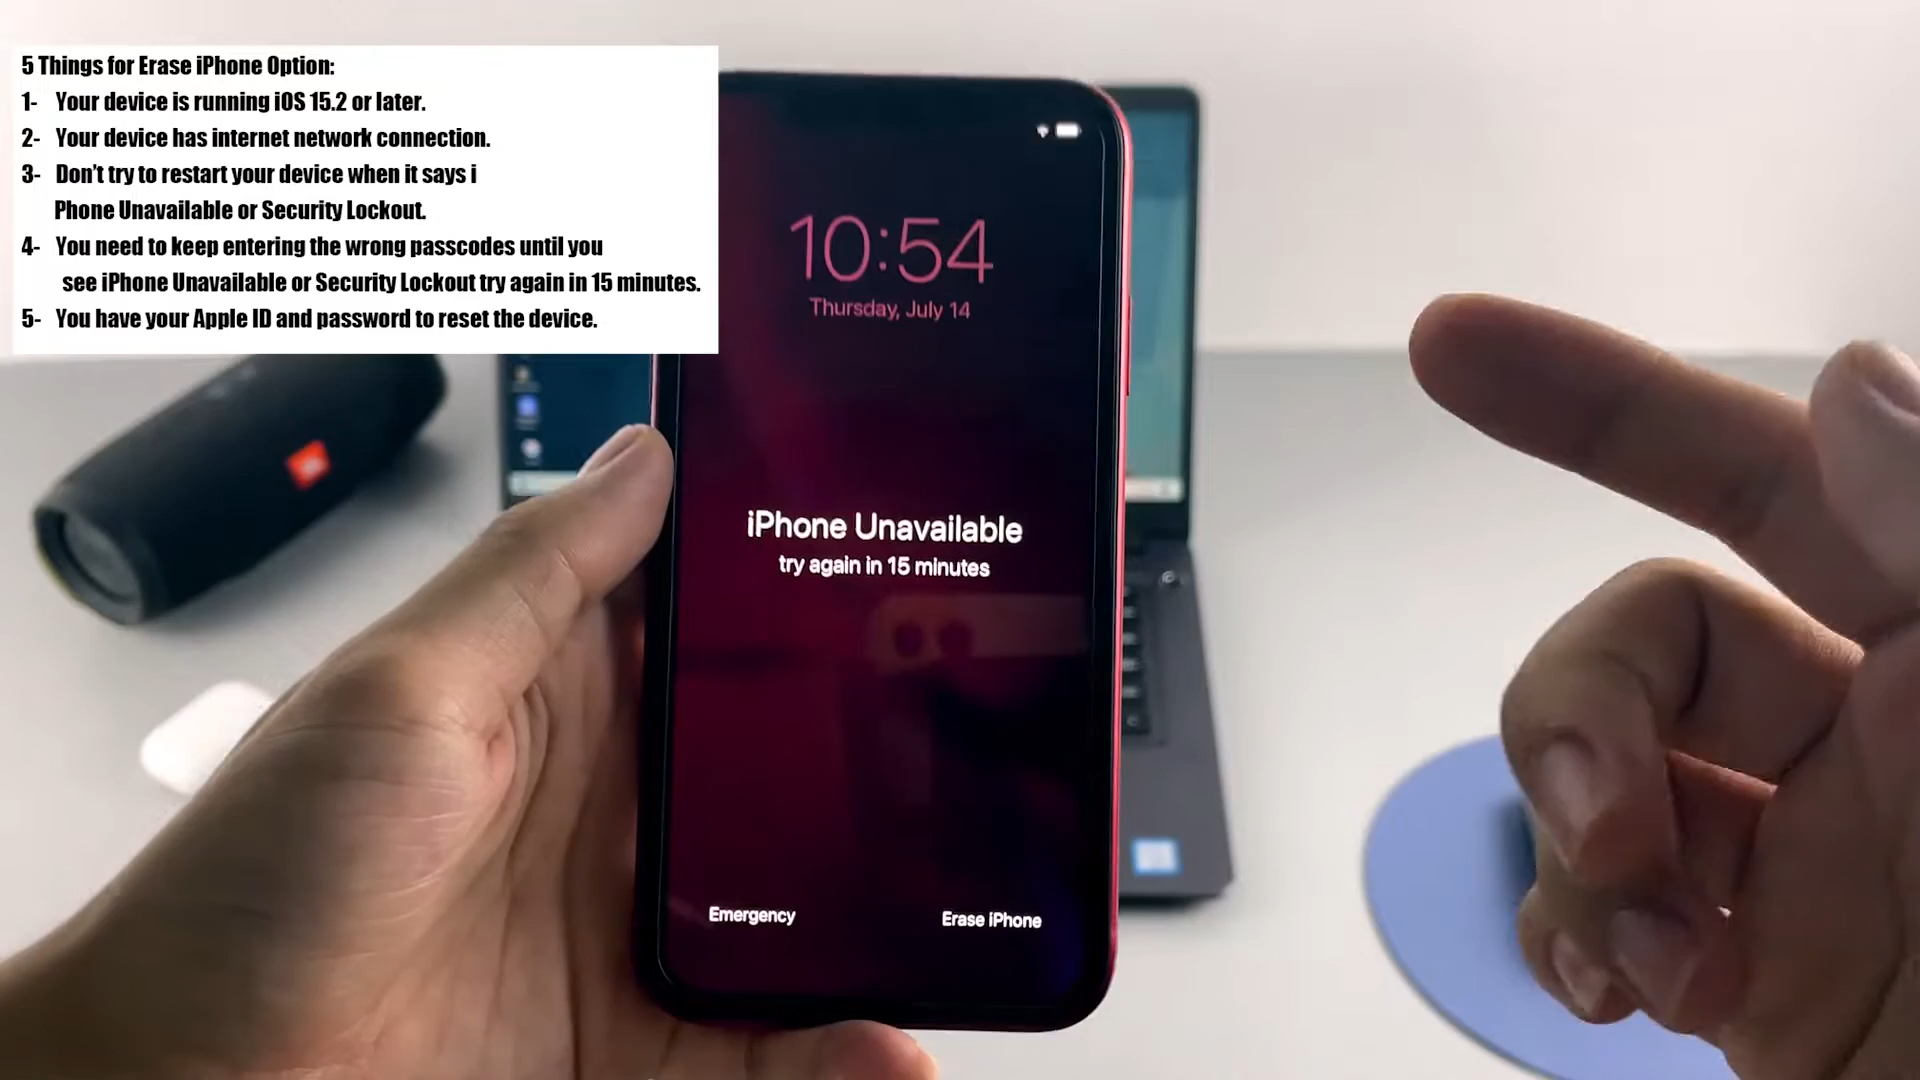 5 Things for Erase iPhone Option:
1- Your device is running iOS 15.2 or later.
2- Your device has internet network connection.
3- Don't try to restart your device when it says i
Phone Unavailable or Security Lockout.
4- You need to keep entering the wrong passcodes until you
see iPhone Unavailable or Security Lockout try again in 15 minutes.
5- You have your Apple ID and password to reset the device.
10:54
Thursday, July 14
iPhone Unavailable
try again in 15 minutes
Emergency
Erase iPhone